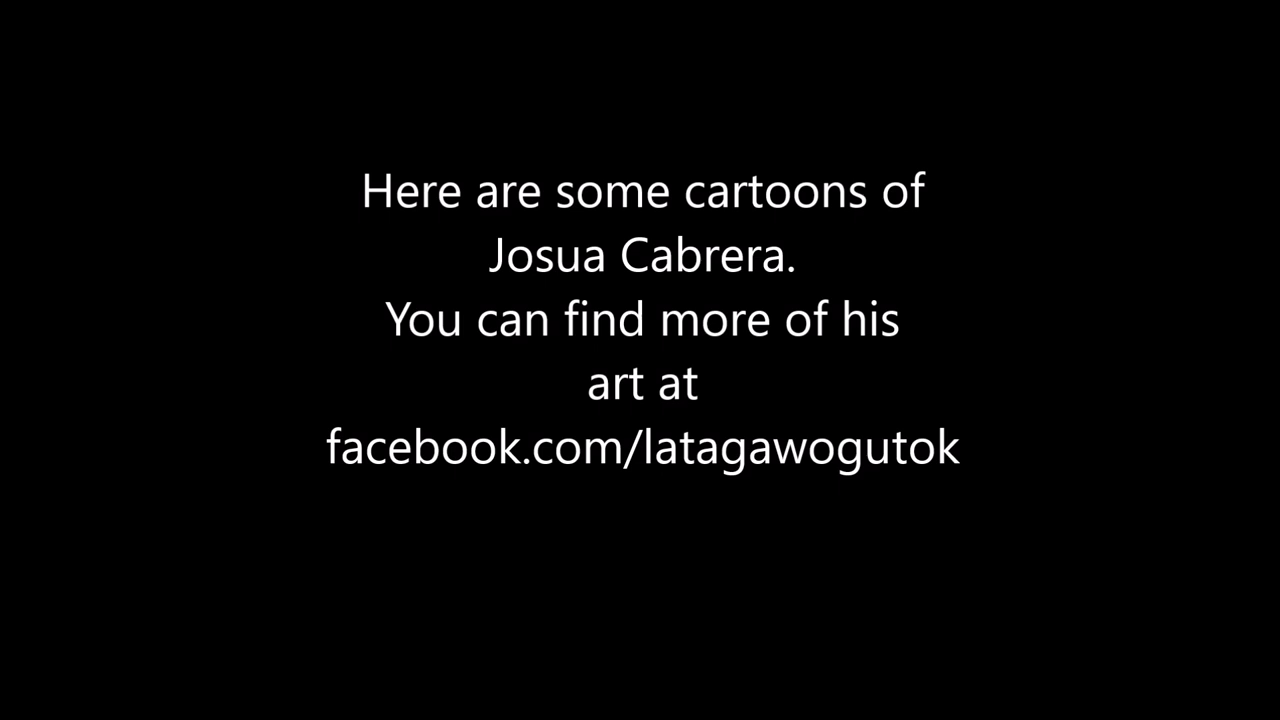 Here are some cartoons of
Josua Cabrera.
You can find more of his
art at
facebook.com/latagawogutok